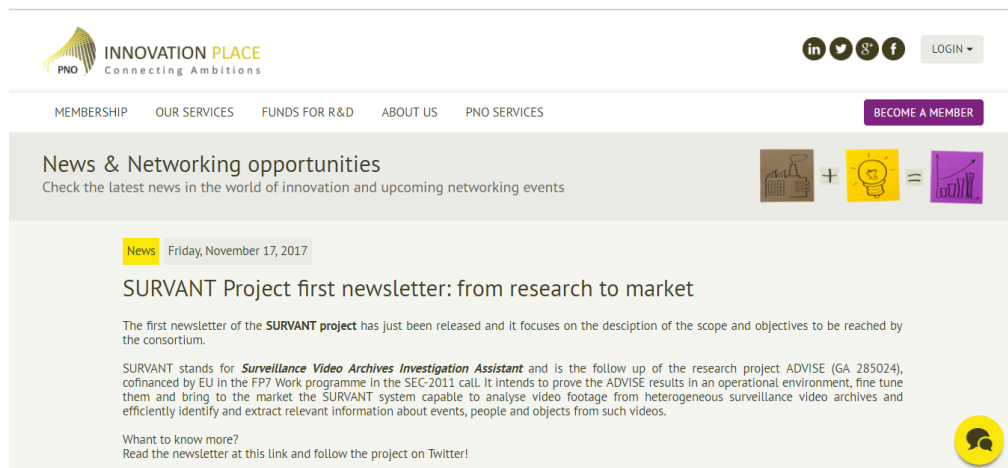 PNO
INNOVATION PLACE
Connecting Ambitions
in
g+
f
LOGIN
MEMBERSHIP
OUR SERVICES
FUNDS FOR R&D
ABOUT US
PNO SERVICES
BECOME A MEMBER
News & Networking opportunities
Check the latest news in the world of innovation and upcoming networking events
+
=
News
Friday, November 17, 2017
SURVANT Project first newsletter: from research to market
The first newsletter of the SURVANT project has just been released and it focuses on the desciption of the scope and objectives to be reached by
the consortium.
SURVANT stands for Surveillance Video Archives Investigation Assistant and is the follow up of the research project ADVISE (GA 285024),
cofinanced by EU in the FP7 Work programme in the SEC-2011 call. It intends to prove the ADVISE results in an operational environment, fine tune
them and bring to the market the SURVANT system capable to analyse video footage from heterogeneous surveillance video archives and
efficiently identify and extract relevant information about events, people and objects from such videos.
Whant to know more?
Read the newsletter at this link and follow the project on Twitter!